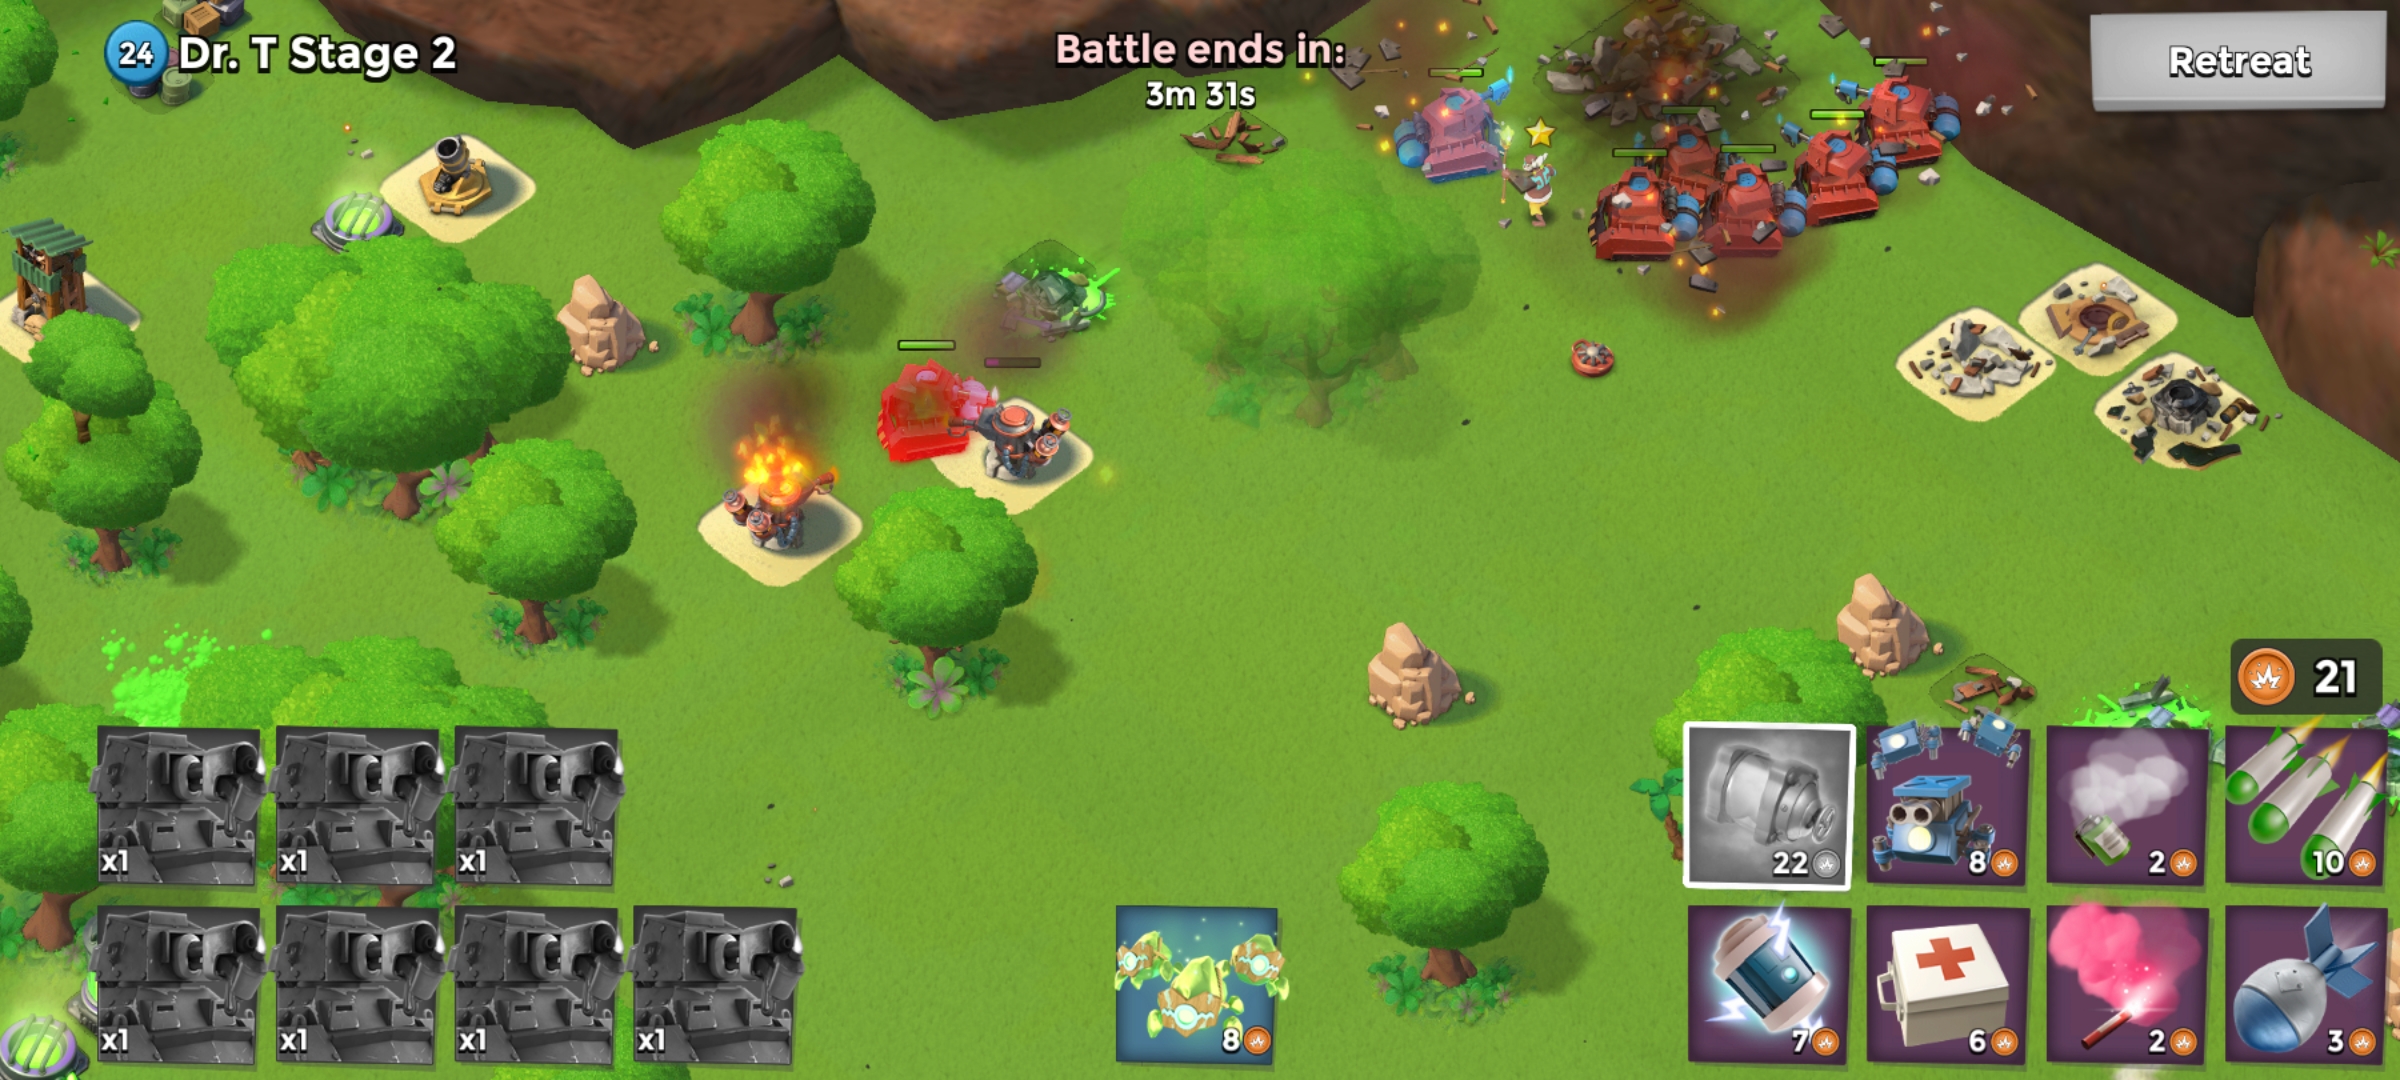 24 Dr. T Stage 2
Battle ends in:
3m 31s
Retreat
21
x1 x1 x1
22 8 2 10
x1 x1 x1 x1
8
7 6 2 3